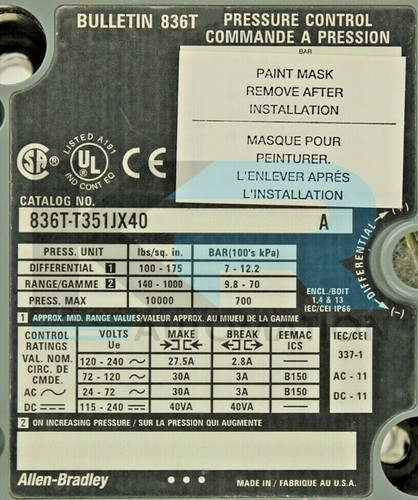 BULLETIN 836T
PRESSURE CONTROL
COMMANDE A PRESSION
BAR
PAINT MASK
REMOVE AFTER
INSTALLATION
MASQUE POUR
PEINTURER.
L'ENLEVER APRÉS
L'INSTALLATION
LISTED A191
SA UL CE
IND CONT EQ
CATALOG NO.
836T-T351JX40 A
PRESS. UNIT lbs/sq. in. BAR(100's kPa)
DIFFERENTIAL 1 100 - 175 7 - 12.2
RANGE/GAMME 2 140 - 1000 9.8 - 70
PRESS. MAX 10000 700
(-DIFFERENTIAL-)
ENCL/BOIT
1,4 & 13
IEC/CEI IP66
1 APPROX. MID. RANGE VALUES/VALEUR APPROX. AU MIUEU DE LA GAMME
CONTROL RATINGS VOLTS Ue MAKE BREAK EEMAC ICS IEC/CEI
VAL. NOM. 120 - 240 27.5A 2.8A 337-1
CIRC. DE 72 - 120 30A 3A B150 AC - 11
CMDE.
AC 24 - 72 30A 3A B150 DC - 11
DC 115 - 240 40VA 40VA
2 ON INCREASING PRESSURE / SUR LA PRESSION QUI AUGMENTE
Allen-Bradley MADE IN / FABRIQUE AU U.S.A.